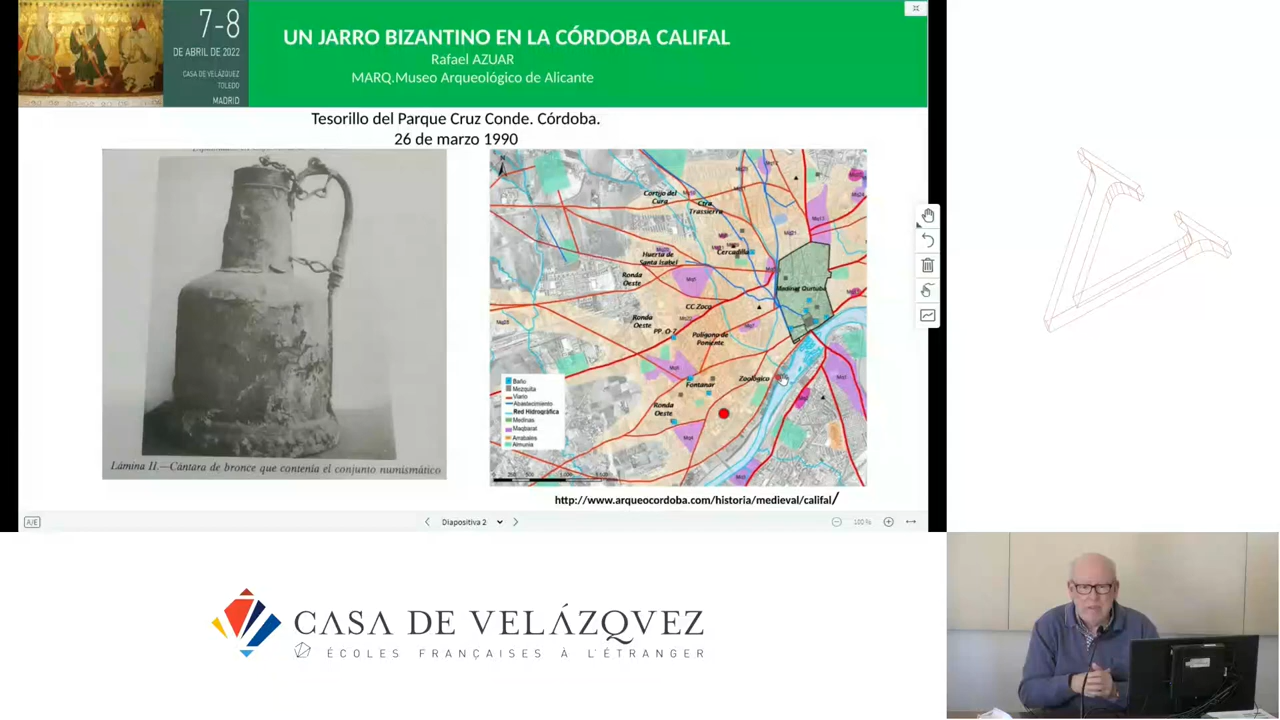 7-8
DE ABRIL DE 2022
CASA DE VELÁZQUEZ
TOLEDO
MADRID
UN JARRO BIZANTINO EN LA CÓRDOBA CALIFAL
Rafael AZUAR
MARQ.Museo Arqueológico de Alicante
Tesorillo del Parque Cruz Conde. Córdoba.
26 de marzo 1990
Lámina II.—Cántara de bronce que contenía el conjunto numismático
Cortijo del
Cura
Ctra.
Trassierra
Cercadilla
Huerta de
Santa Isabel
Ronda
Oeste
Madinat Qurtuba
CC.Zoco
Ronda
Oeste
PP. O-7
Polígono de
Poniente
Zoológico
Fontanar
Ronda
Oeste
Baño
Mezquita
Viario
Abastecimiento
Red Hidrográfica
Medinas
Maqbarat
Arrabales
Almunia
http://www.arqueocordoba.com/historia/medieval/califal/
A/E
Diapositiva 2
100 %
CASA DE VELÁZQVEZ
ÉCOLES FRANÇAISES À L'ÉTRANGER